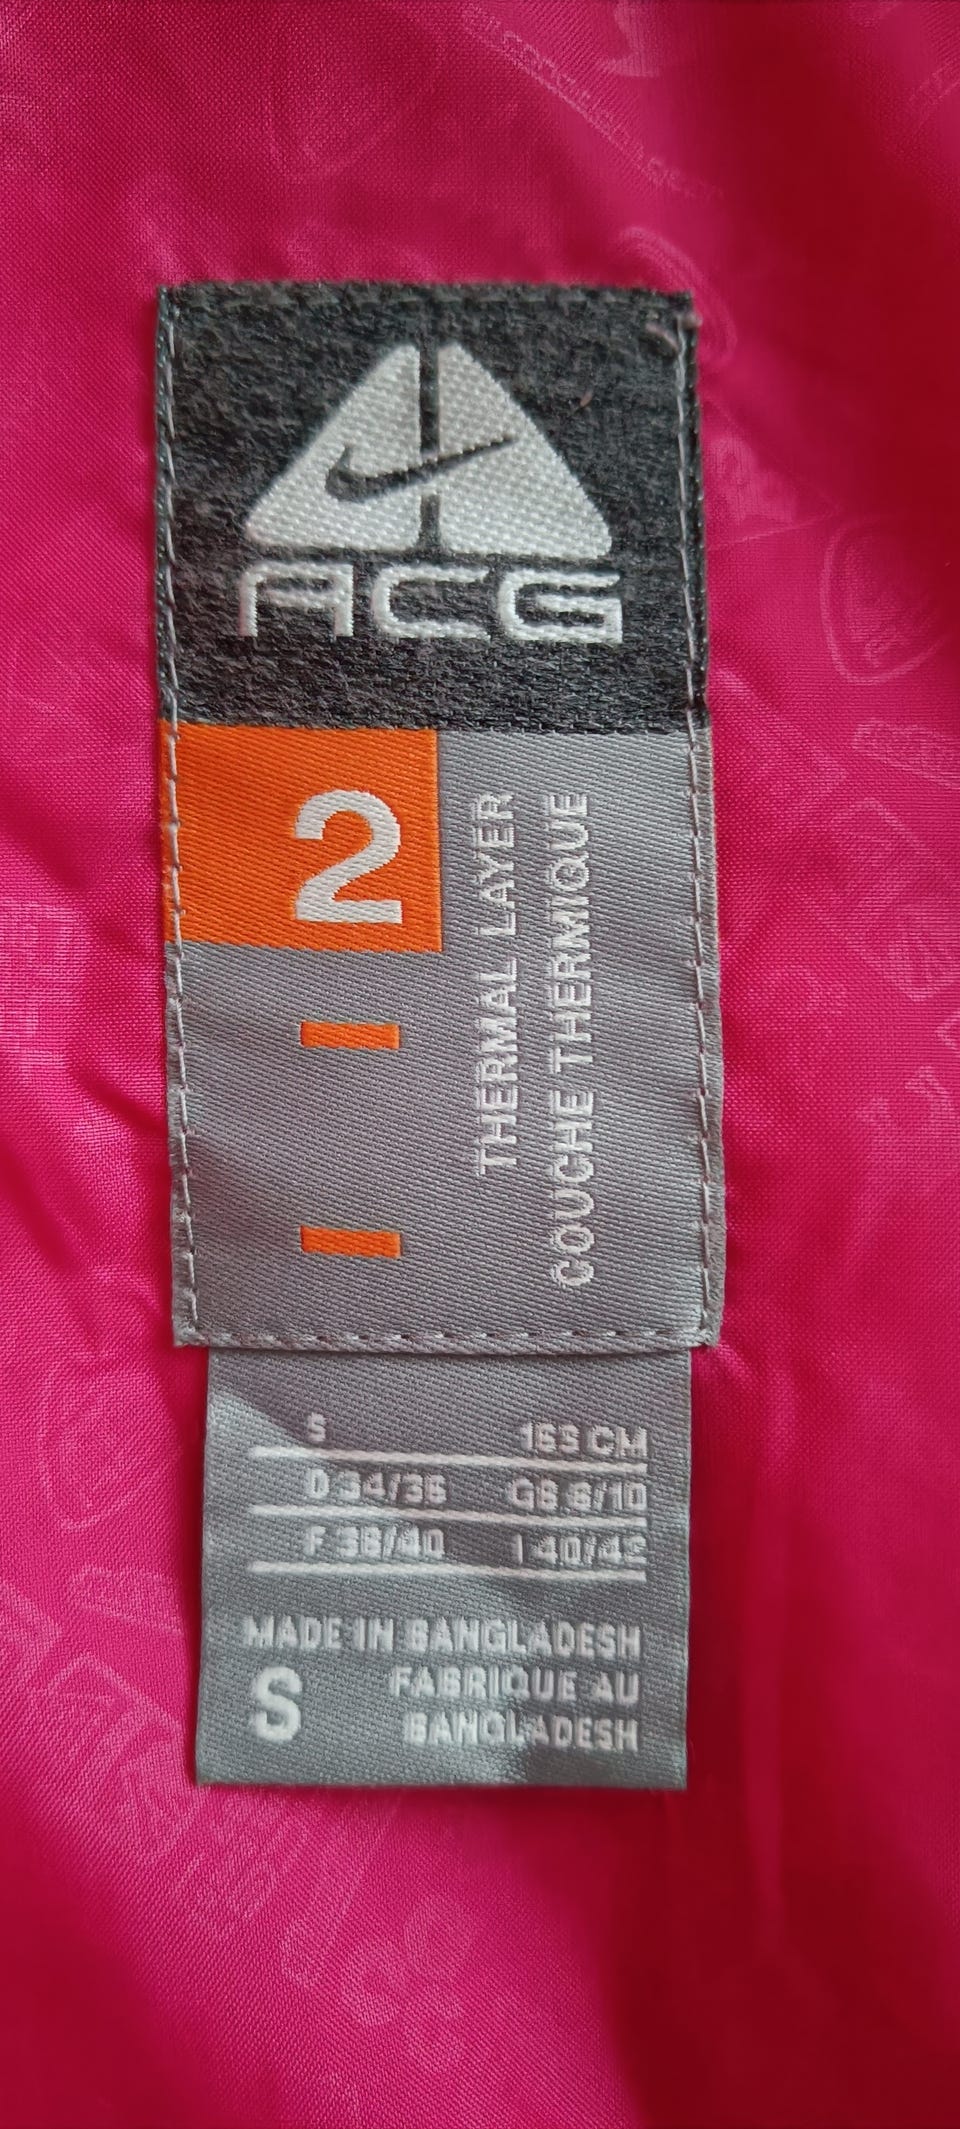 ACG
2
THERMAL LAYER
COUCHE THERMIQUE
S 163 CM
D 34/36 GB 8/10
F 38/40 I 40/42
MADE IN BANGLADESH
S FABRIQUE AU
BANGLADESH